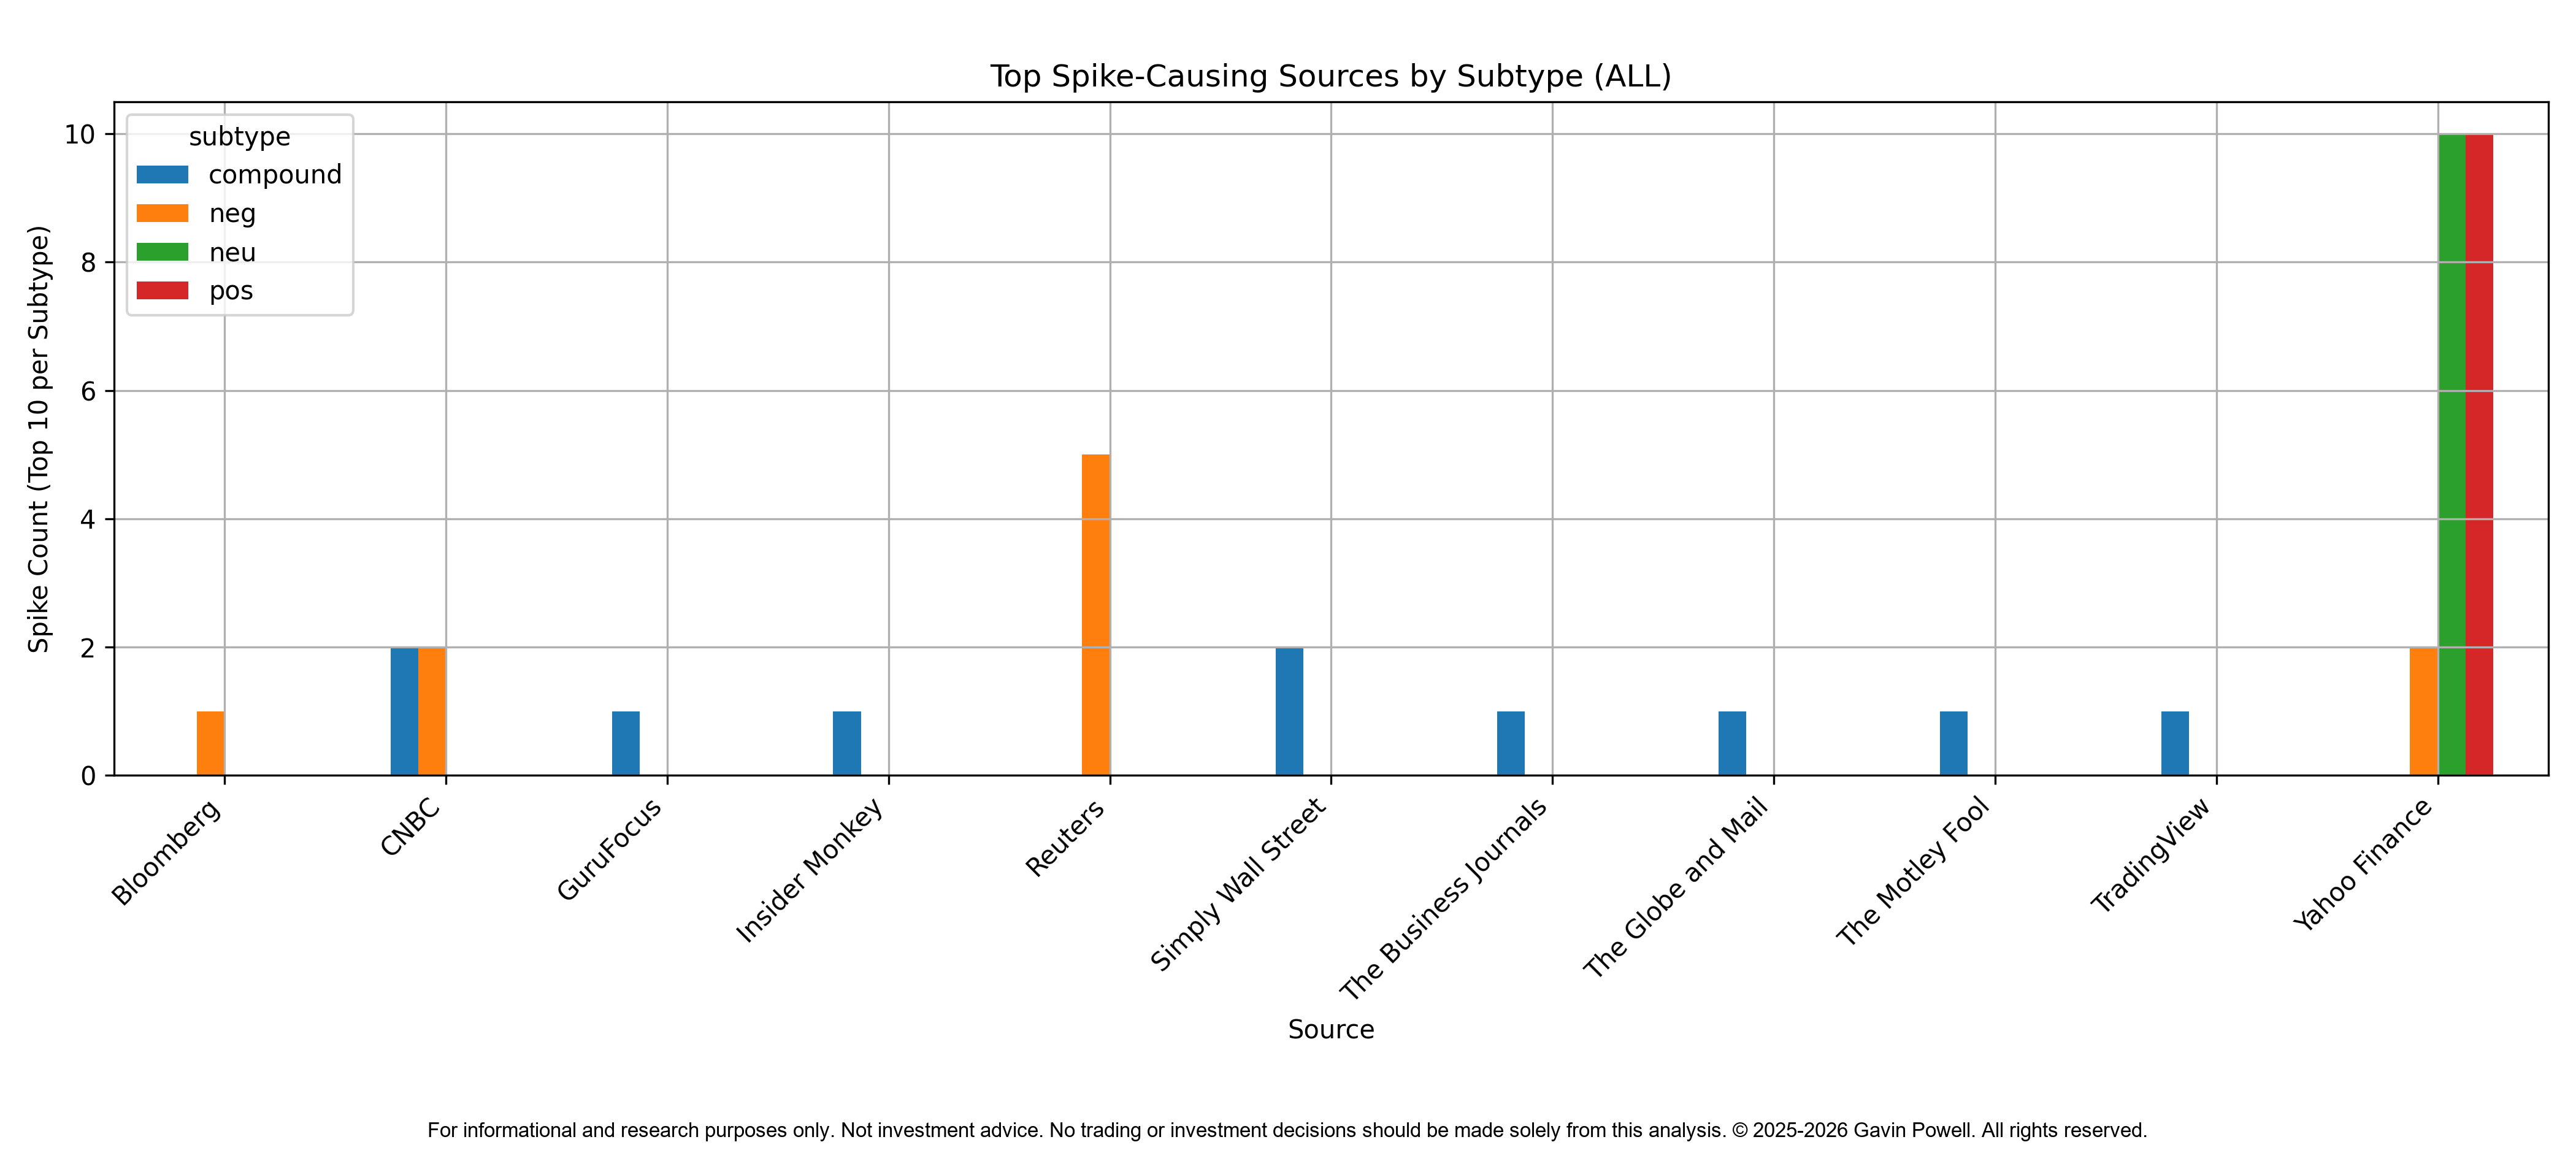 Top Spike-Causing Sources by Subtype (ALL)
Spike Count (Top 10 per Subtype)
10
8
6
4
2
0
subtype
compound
neg
neu
pos
Bloomberg
CNBC
GuruFocus
Insider Monkey
Reuters
Simply Wall Street
The Business Journals
The Globe and Mail
The Motley Fool
TradingView
Yahoo Finance
Source
For informational and research purposes only. Not investment advice. No trading or investment decisions should be made solely from this analysis. © 2025-2026 Gavin Powell. All rights reserved.